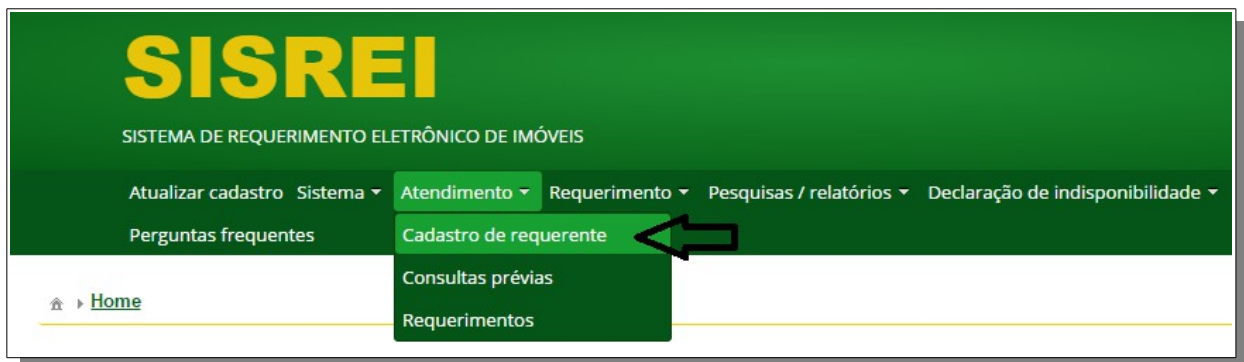 SISREI
SISTEMA DE REQUERIMENTO ELETRÔNICO DE IMÓVEIS
Atualizar cadastro Sistema Atendimento Requerimento Pesquisas / relatórios Declaração de indisponibilidade
Perguntas frequentes
Cadastro de requerente
Consultas prévias
Requerimentos
Home